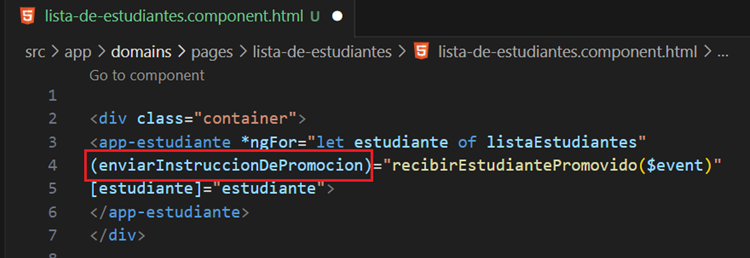 lista-de-estudiantes.component.html U
src > app > domains > pages > lista-de-estudiantes > lista-de-estudiantes.component.html > ...
Go to component
1
2 <div class="container">
3 <app-estudiante *ngFor="let estudiante of listaEstudiantes"
4 (enviarInstruccionDePromocion)="recibirEstudiantePromovido($event)"
5 [estudiante]="estudiante">
6 </app-estudiante>
7 </div>
8